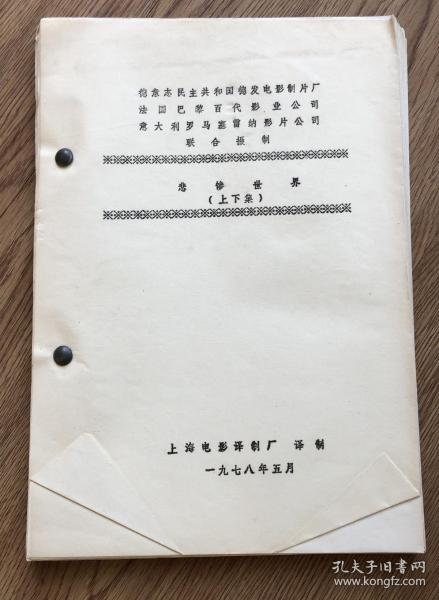 德意志民主共和国德发电影制片厂
法国巴黎百代影业公司
意大利罗马塞雷纳影片公司
联合摄制
悲惨世界
（上下集）
上海电影译制厂 译制
一九七八年五月
孔夫子旧书网
www.kongfz.com